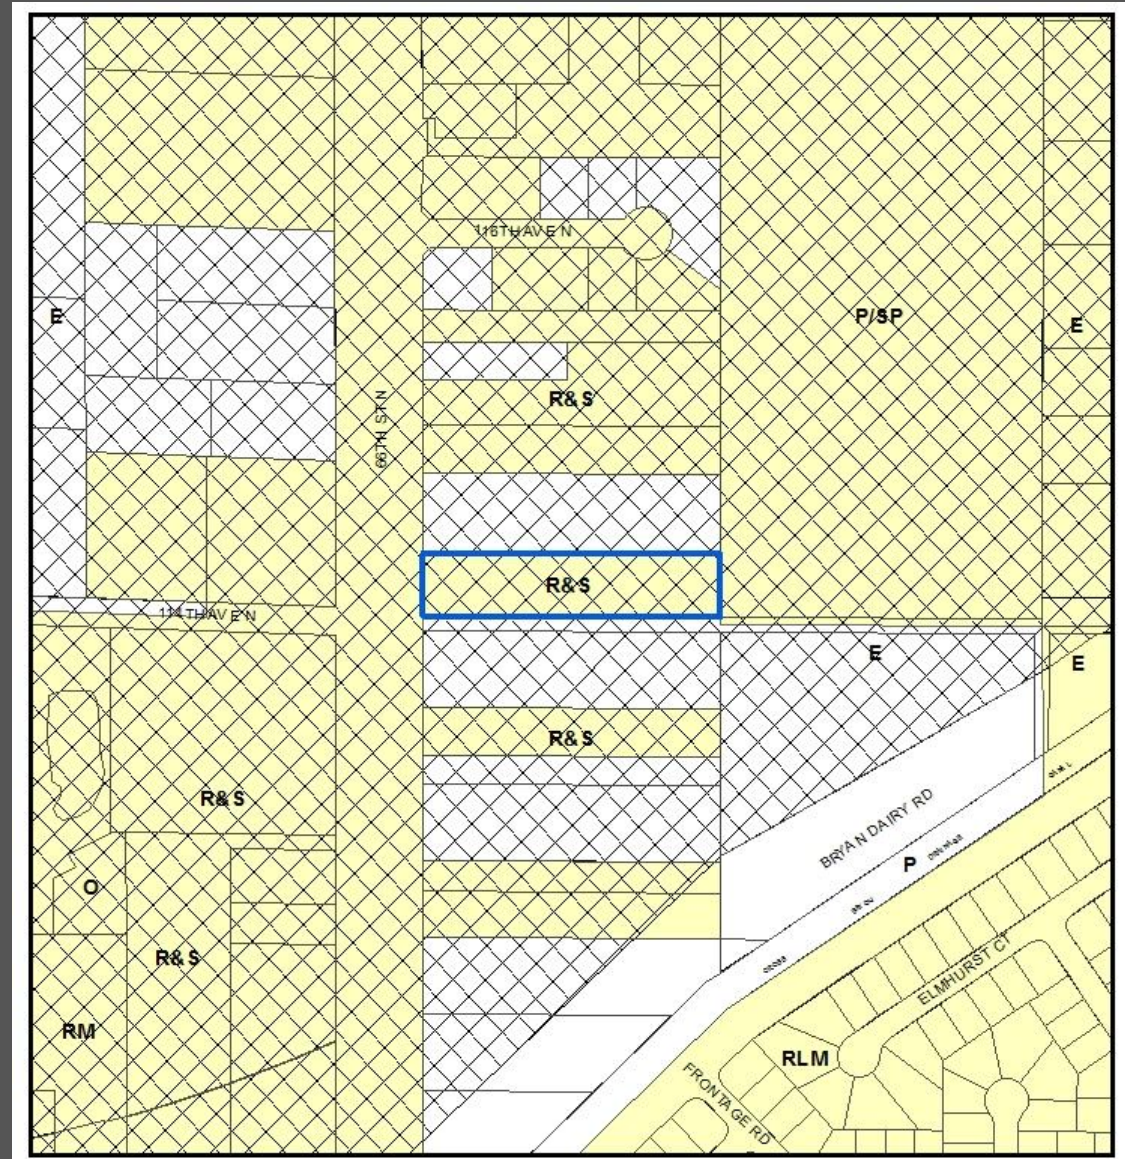 116TH AVE N
E
P/SP
E
R&S
66TH ST N
R&S
114TH AVE N
E
E
R&S
R&S
BRYAN DAIRY RD
P
O
R&S
ELMHURST CT
RM
RLM
FRONTAGE RD